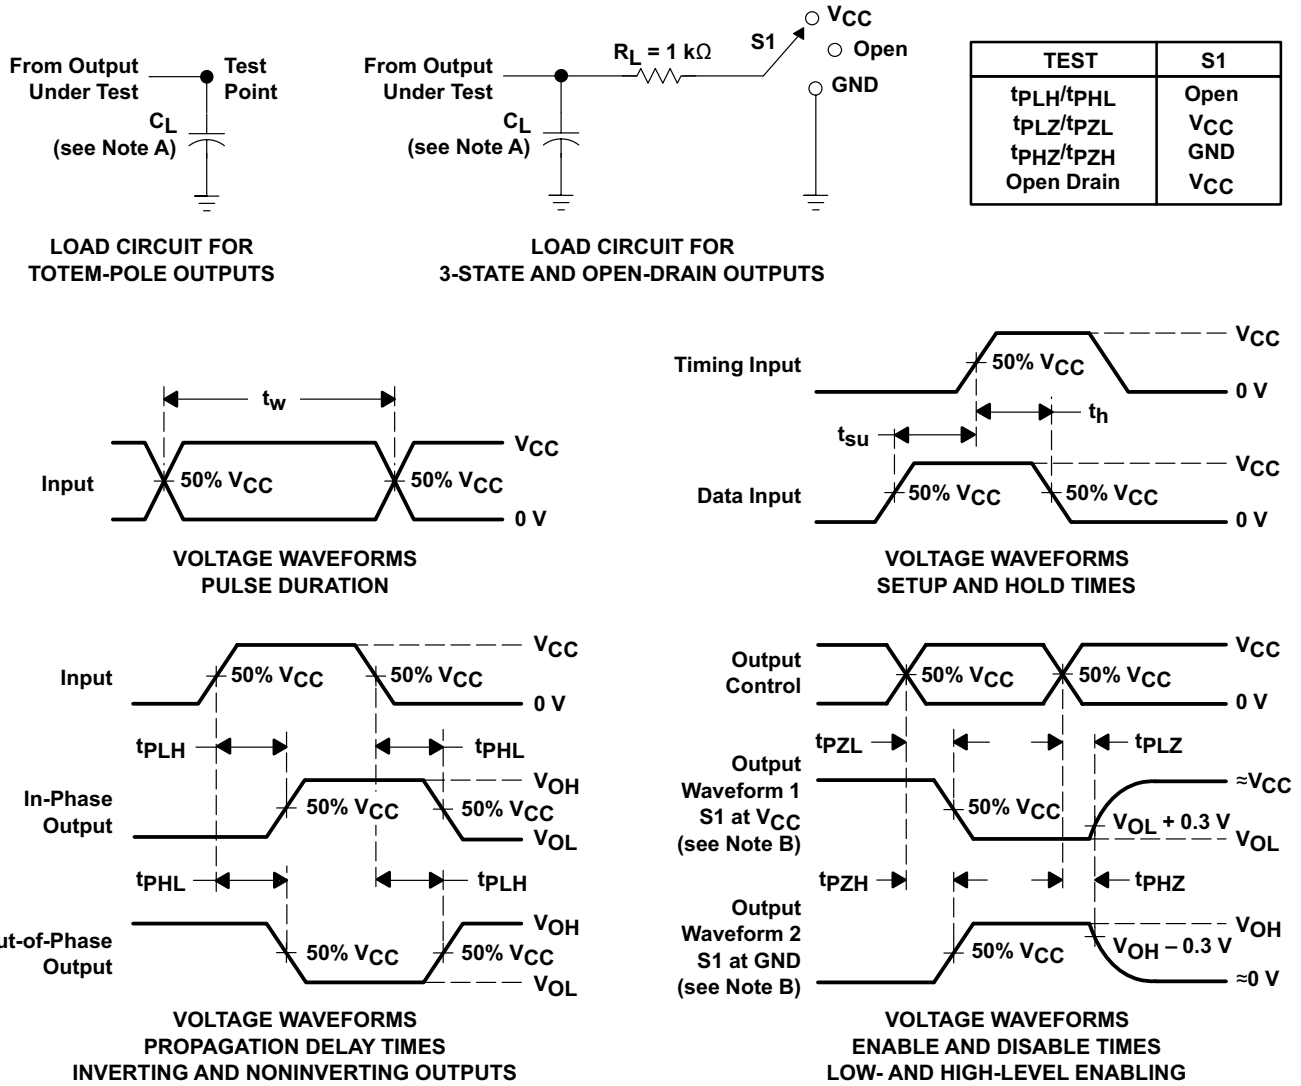 From Output
Under Test
Test
Point
CL
(see Note A)
LOAD CIRCUIT FOR
TOTEM-POLE OUTPUTS
From Output
Under Test
RL = 1 kΩ
S1
VCC
Open
GND
CL
(see Note A)
LOAD CIRCUIT FOR
3-STATE AND OPEN-DRAIN OUTPUTS
TEST S1
tPLH/tPHL Open
tPLZ/tPZL VCC
tPHZ/tPZH GND
Open Drain VCC
tw
Input
50% VCC
50% VCC
VCC
0 V
VOLTAGE WAVEFORMS
PULSE DURATION
Timing Input
50% VCC
VCC
0 V
th
tsu
Data Input
50% VCC
50% VCC
VCC
0 V
VOLTAGE WAVEFORMS
SETUP AND HOLD TIMES
Input
50% VCC
50% VCC
VCC
0 V
tPLH
tPHL
In-Phase
Output
50% VCC
50% VCC
VOH
VOL
tPHL
tPLH
ut-of-Phase
Output
50% VCC
50% VCC
VOH
VOL
VOLTAGE WAVEFORMS
PROPAGATION DELAY TIMES
INVERTING AND NONINVERTING OUTPUTS
Output
Control
50% VCC
50% VCC
VCC
0 V
tPZL
tPLZ
Output
Waveform 1
S1 at VCC
(see Note B)
50% VCC
≈VCC
VOL + 0.3 V
VOL
tPZH
tPHZ
Output
Waveform 2
S1 at GND
(see Note B)
50% VCC
VOH
VOH − 0.3 V
≈0 V
VOLTAGE WAVEFORMS
ENABLE AND DISABLE TIMES
LOW- AND HIGH-LEVEL ENABLING